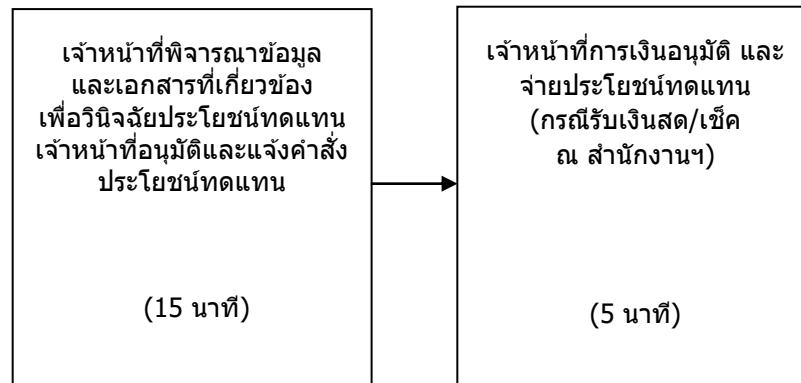 เจ้าหน้าที่พิจารณาข้อมูล
และเอกสารที่เกี่ยวข้อง
เพื่อวินิจฉัยประโยชน์ทดแทน
เจ้าหน้าที่อนุมัติและแจ้งคำสั่ง
ประโยชน์ทดแทน
(15 นาที)
เจ้าหน้าที่การเงินอนุมัติ และ
จ่ายประโยชน์ทดแทน
(กรณีรับเงินสด/เช็ค
ณ สำนักงานฯ)
(5 นาที)